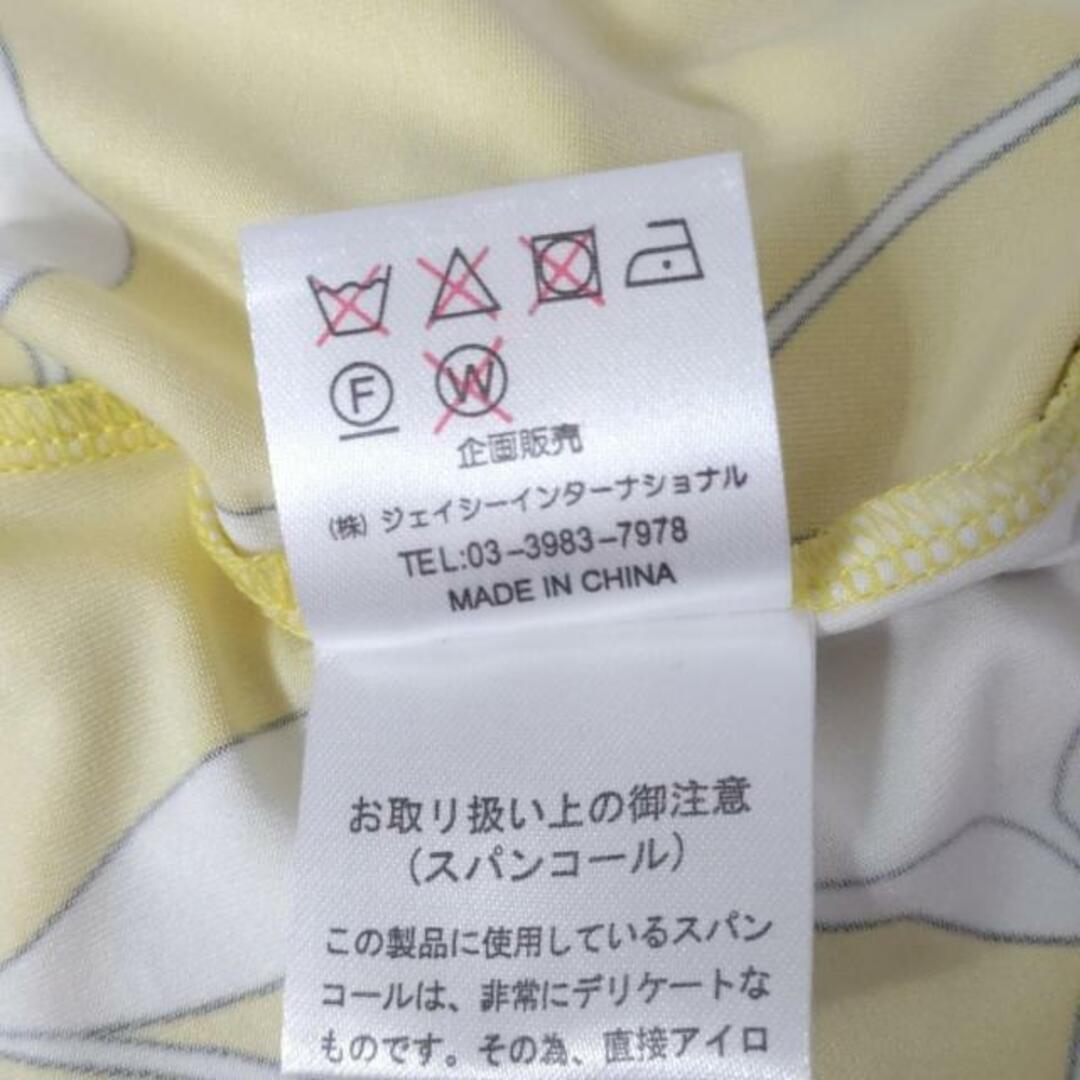 F W
企画販売
(株) ジェイシーインターナショナル
TEL:03-3983-7978
MADE IN CHINA
お取り扱い上の御注意
(スパンコール)
この製品に使用しているスパン
コールは、非常にデリケートな
ものです。その為、直接アイロ